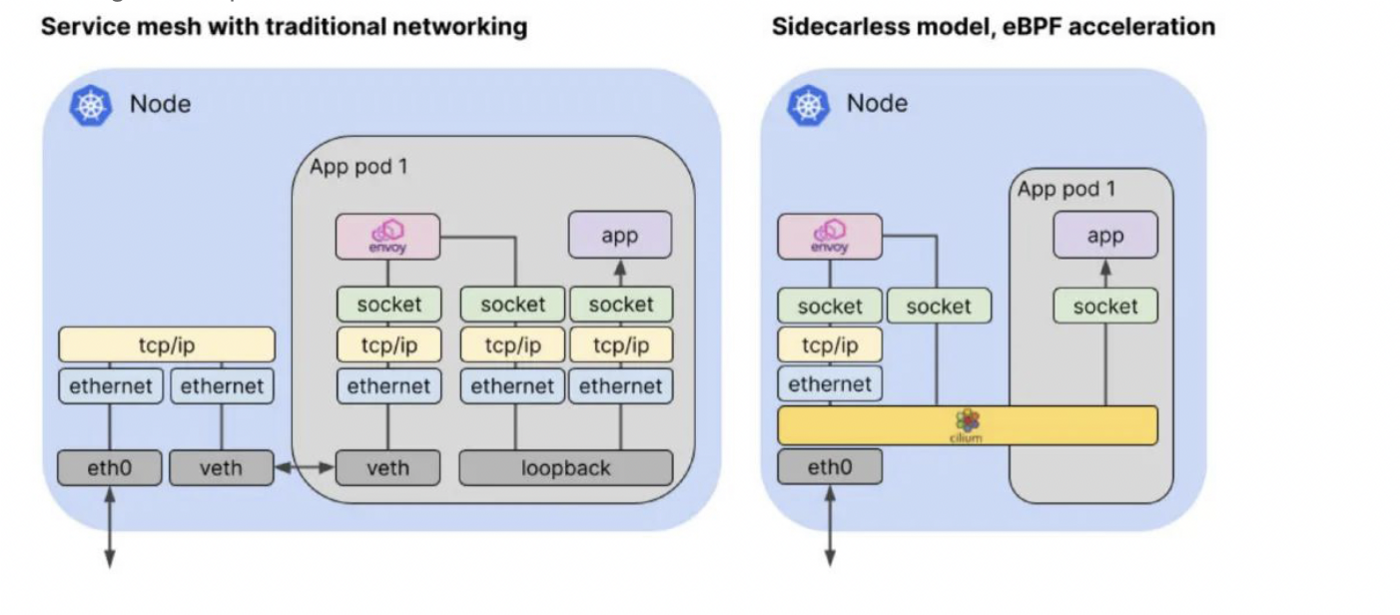 Service mesh with traditional networking
Node
App pod 1
envoy
app
socket
socket
socket
tcp/ip
tcp/ip
tcp/ip
tcp/ip
ethernet
ethernet
ethernet
ethernet
ethernet
eth0
veth
veth
loopback
Sidecarless model, eBPF acceleration
Node
App pod 1
envoy
app
socket
socket
socket
tcp/ip
ethernet
cilium
eth0